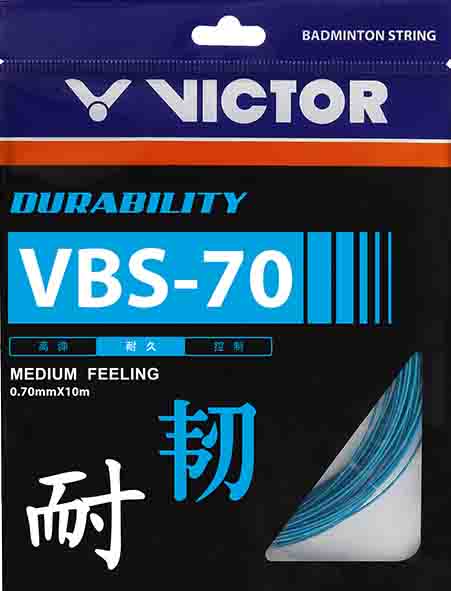 BADMINTON STRING
VICTOR
DURABILITY
VBS-70
高弹 耐久 控制
MEDIUM FEELING
0.70mmX10m
耐韧